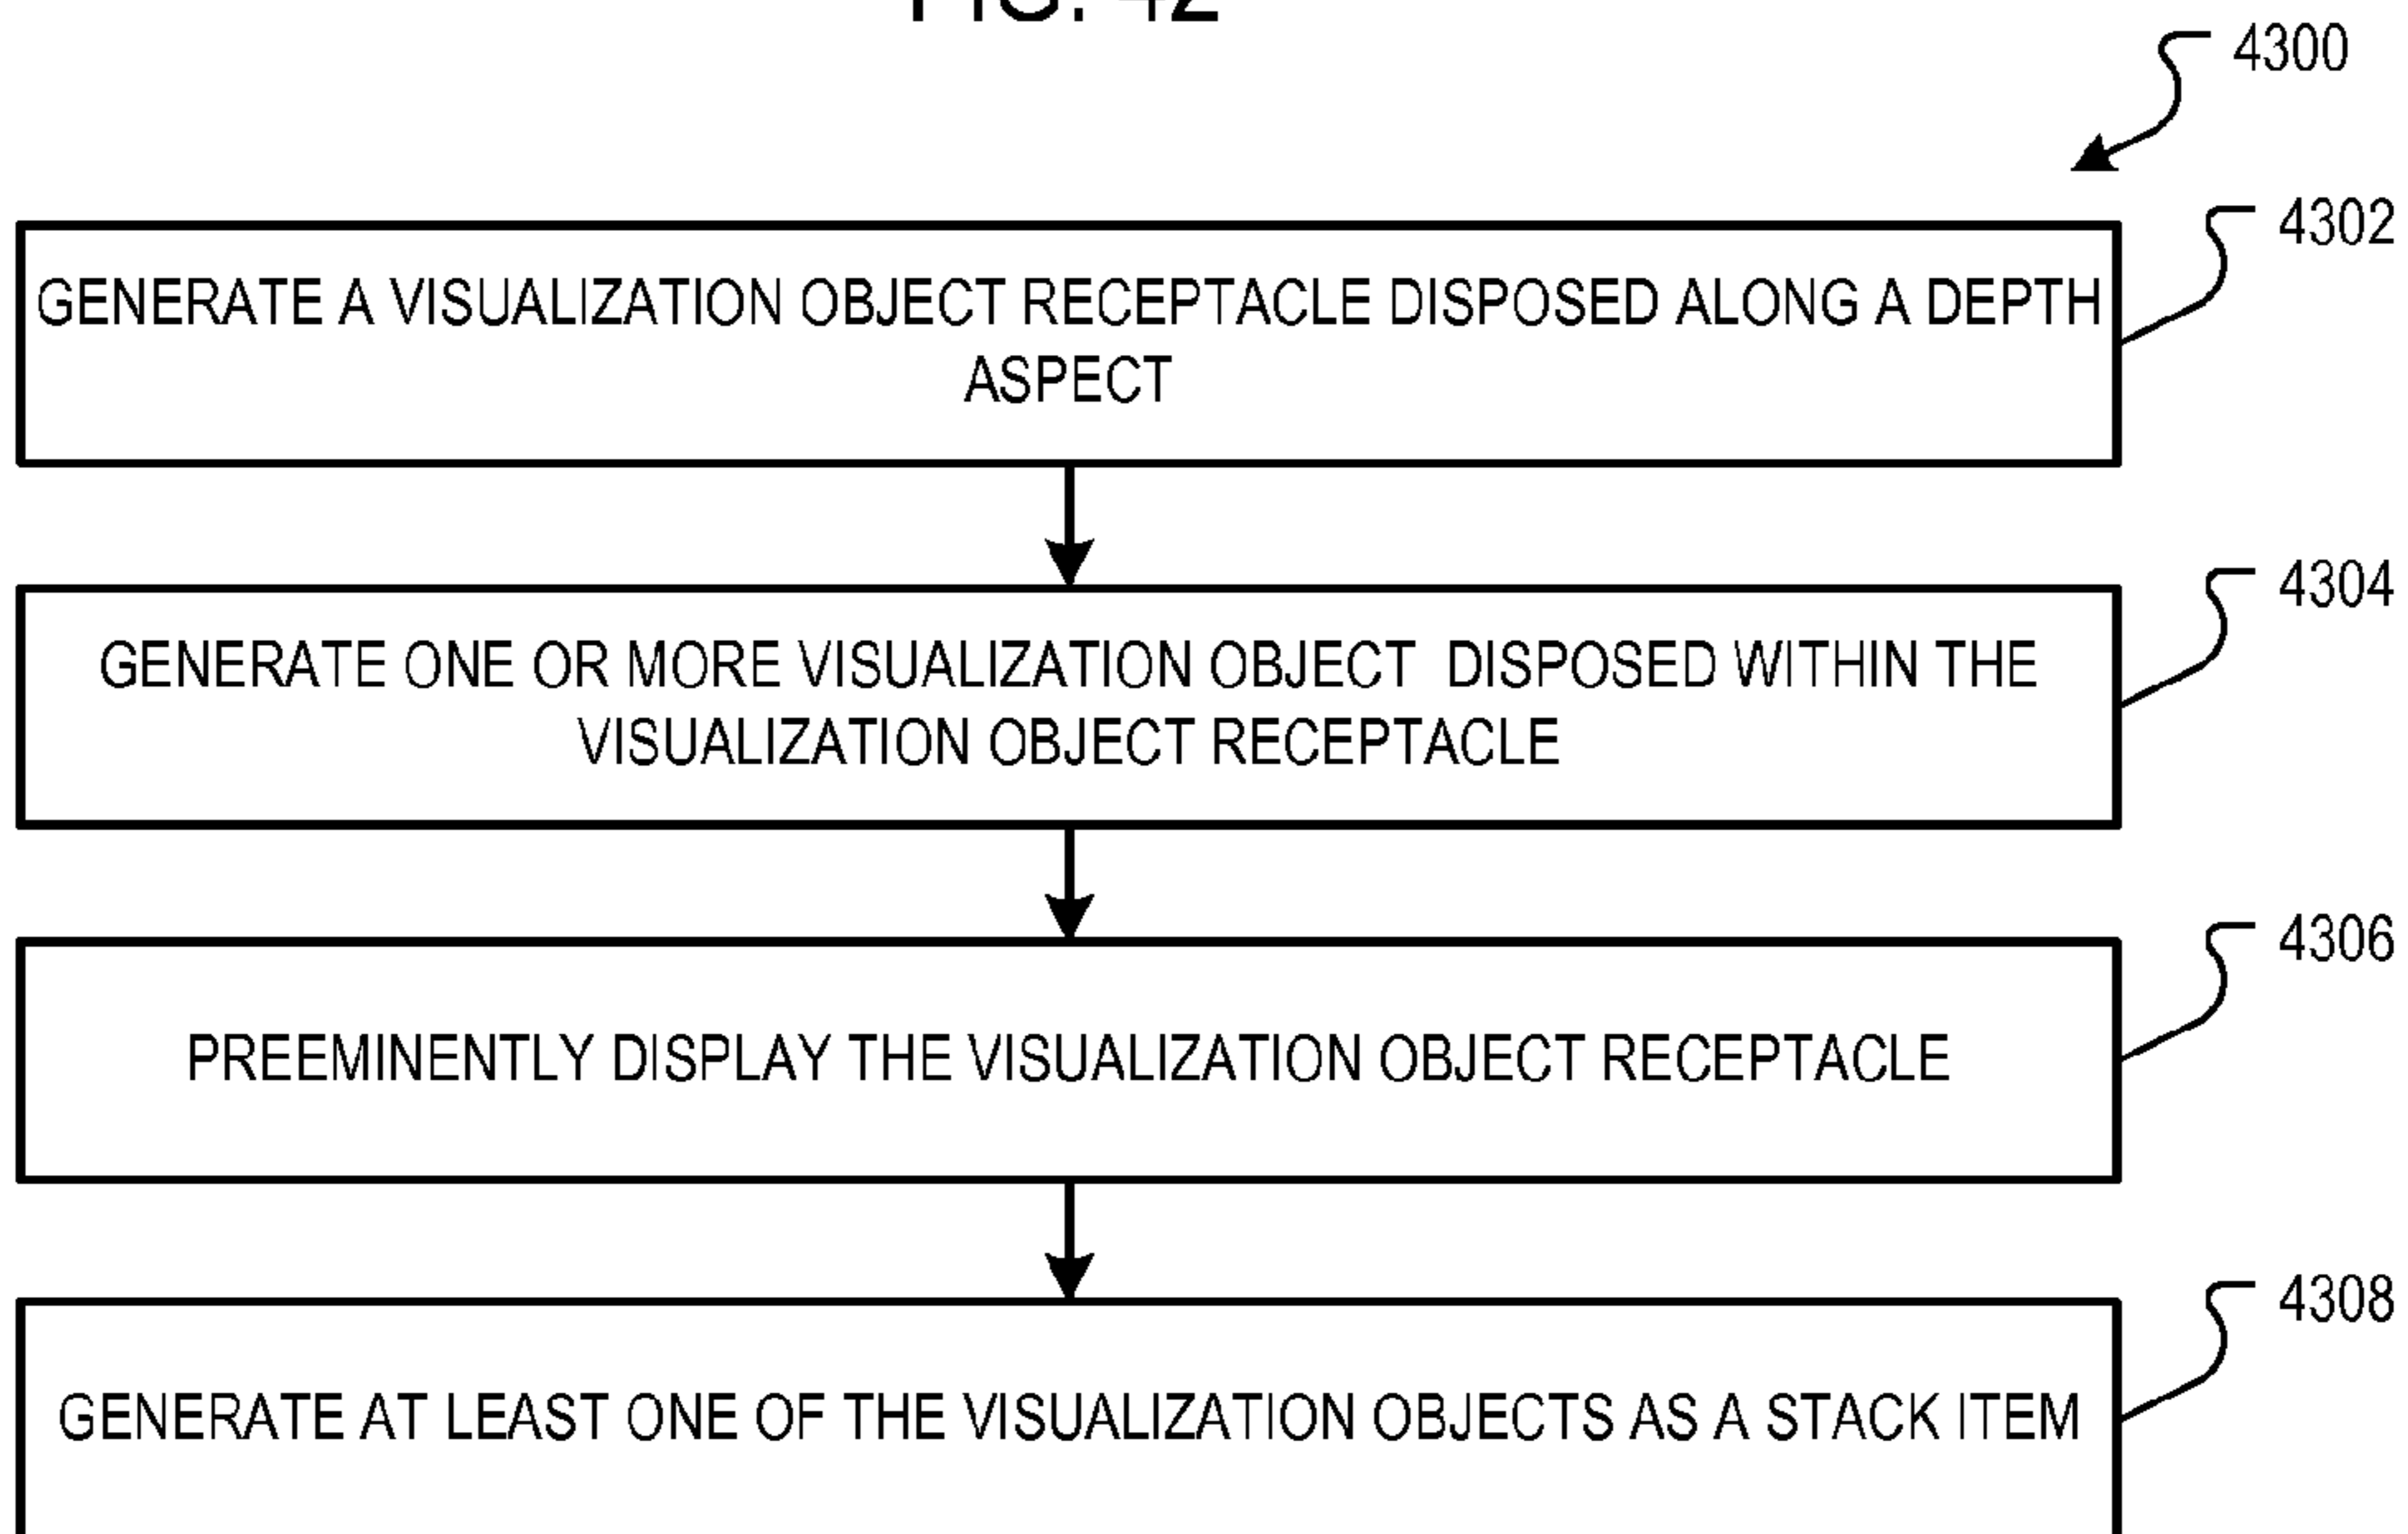 FIG. 42
4300
4302
GENERATE A VISUALIZATION OBJECT RECEPTACLE DISPOSED ALONG A DEPTH
ASPECT
4304
GENERATE ONE OR MORE VISUALIZATION OBJECT DISPOSED WITHIN THE
VISUALIZATION OBJECT RECEPTACLE
4306
PREEMINENTLY DISPLAY THE VISUALIZATION OBJECT RECEPTACLE
4308
GENERATE AT LEAST ONE OF THE VISUALIZATION OBJECTS AS A STACK ITEM